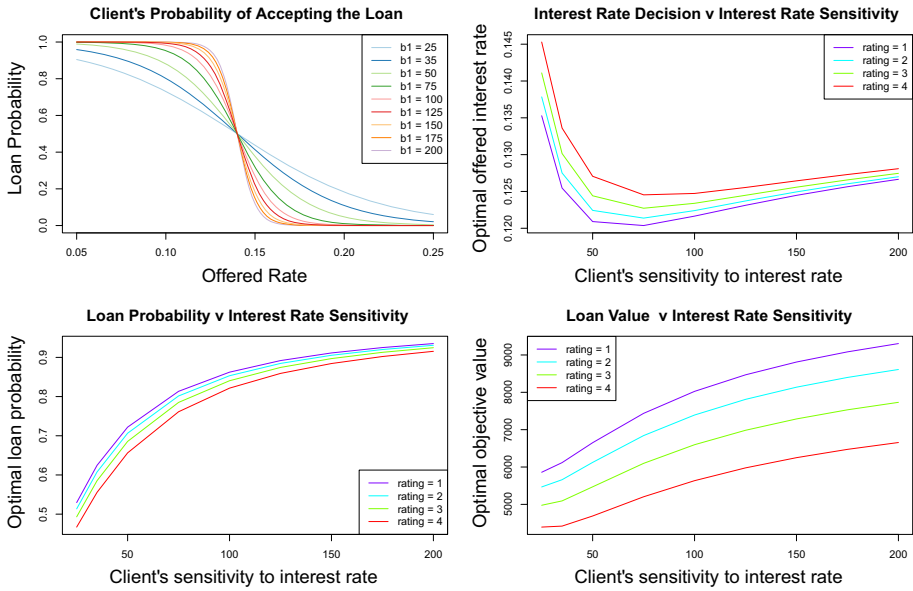 Client's Probability of Accepting the Loan
Loan Probability
1.0
0.8
0.6
0.4
0.2
0.0
b1 = 25
b1 = 35
b1 = 50
b1 = 75
b1 = 100
b1 = 125
b1 = 150
b1 = 175
b1 = 200
0.05
0.10
0.15
0.20
0.25
Offered Rate
Interest Rate Decision v Interest Rate Sensitivity
Optimal offered interest rate
0.145
0.140
0.135
0.130
0.125
0.120
rating = 1
rating = 2
rating = 3
rating = 4
50
100
150
200
Client's sensitivity to interest rate
Loan Probability v Interest Rate Sensitivity
Optimal loan probability
0.9
0.8
0.7
0.6
0.5
rating = 1
rating = 2
rating = 3
rating = 4
50
100
150
200
Client's sensitivity to interest rate
Loan Value v Interest Rate Sensitivity
Optimal objective value
9000
8000
7000
6000
5000
rating = 1
rating = 2
rating = 3
rating = 4
50
100
150
200
Client's sensitivity to interest rate